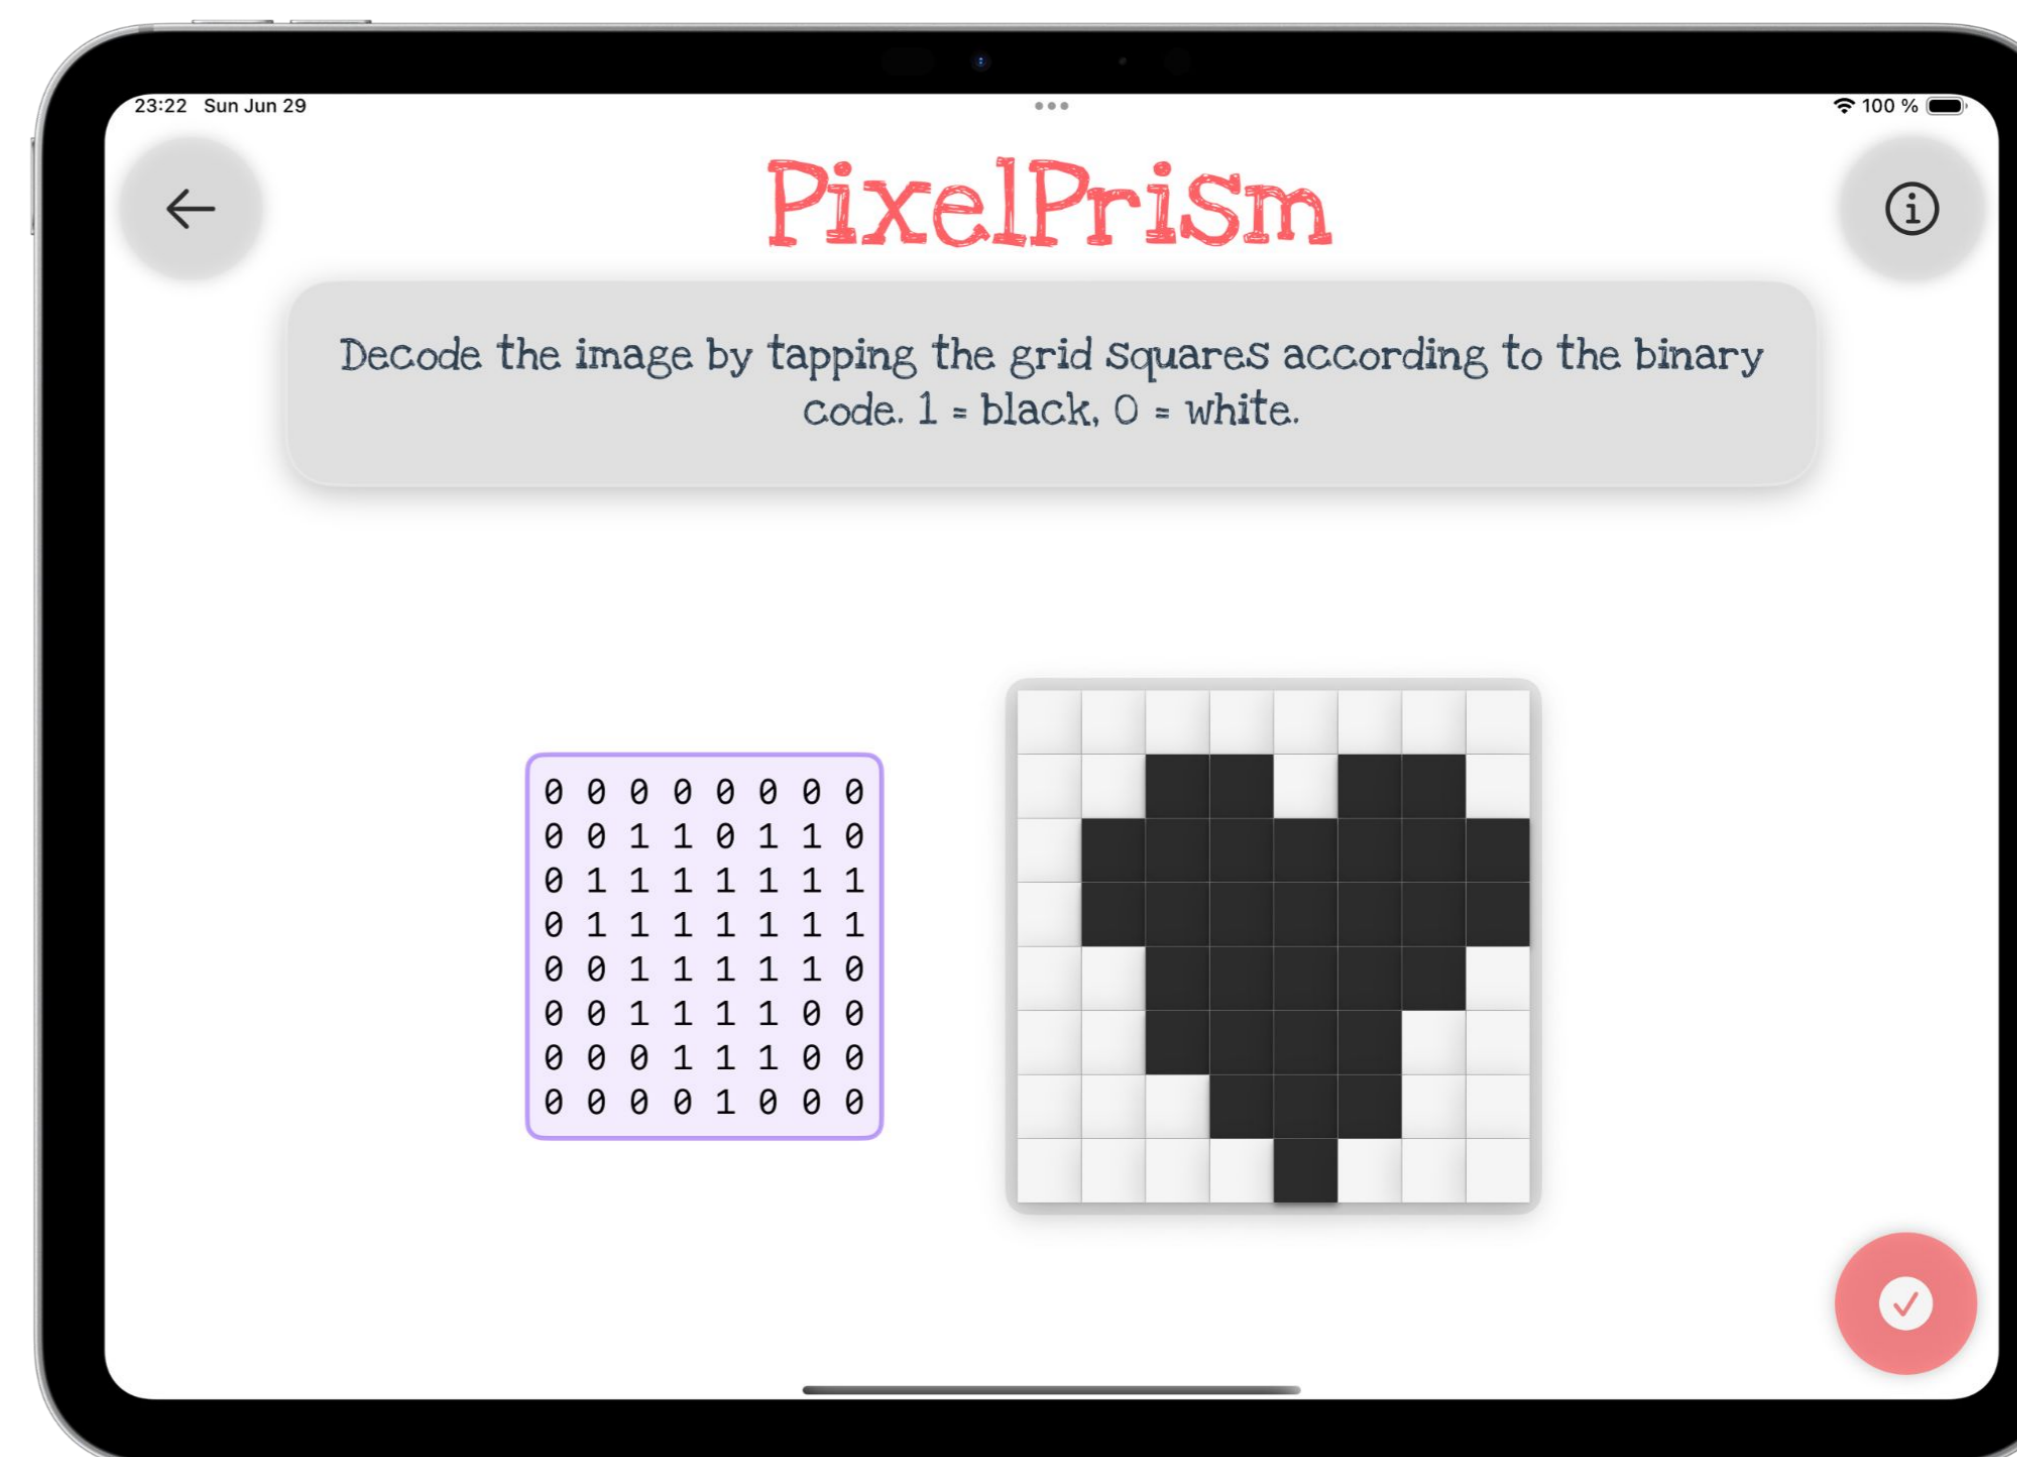 23:22 Sun Jun 29
100 %
PixelPrism
Decode the image by tapping the grid squares according to the binary
code. 1 = black, 0 = white.
0 0 0 0 0 0 0 0
0 0 1 1 0 1 1 0
0 1 1 1 1 1 1 1
0 1 1 1 1 1 1 1
0 0 1 1 1 1 1 0
0 0 1 1 1 1 0 0
0 0 0 1 1 1 0 0
0 0 0 0 1 0 0 0